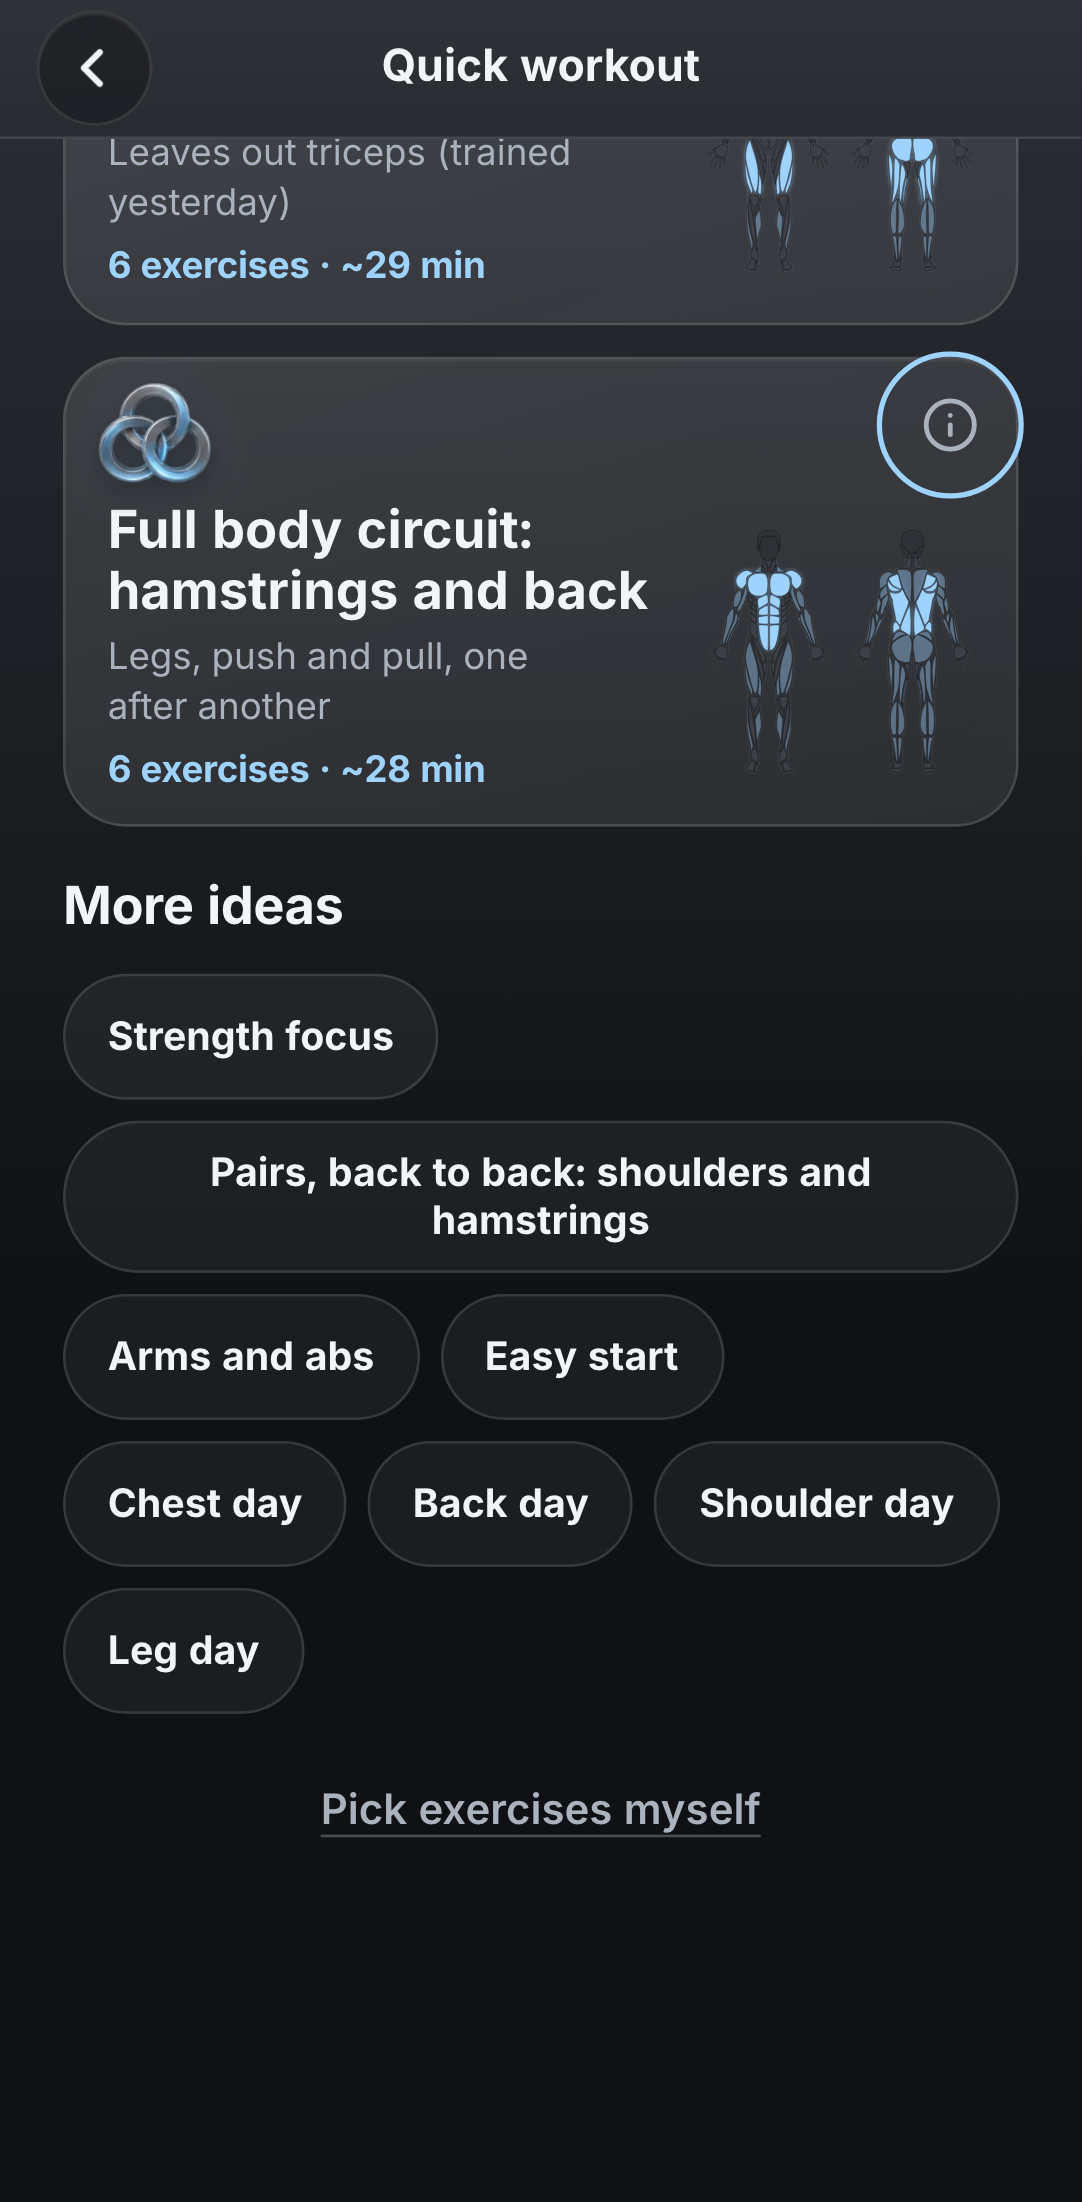 Quick workout
Leaves out triceps (trained
yesterday)
6 exercises · ~29 min
Full body circuit:
hamstrings and back
Legs, push and pull, one
after another
6 exercises · ~28 min
More ideas
Strength focus
Pairs, back to back: shoulders and
hamstrings
Arms and abs
Easy start
Chest day
Back day
Shoulder day
Leg day
Pick exercises myself